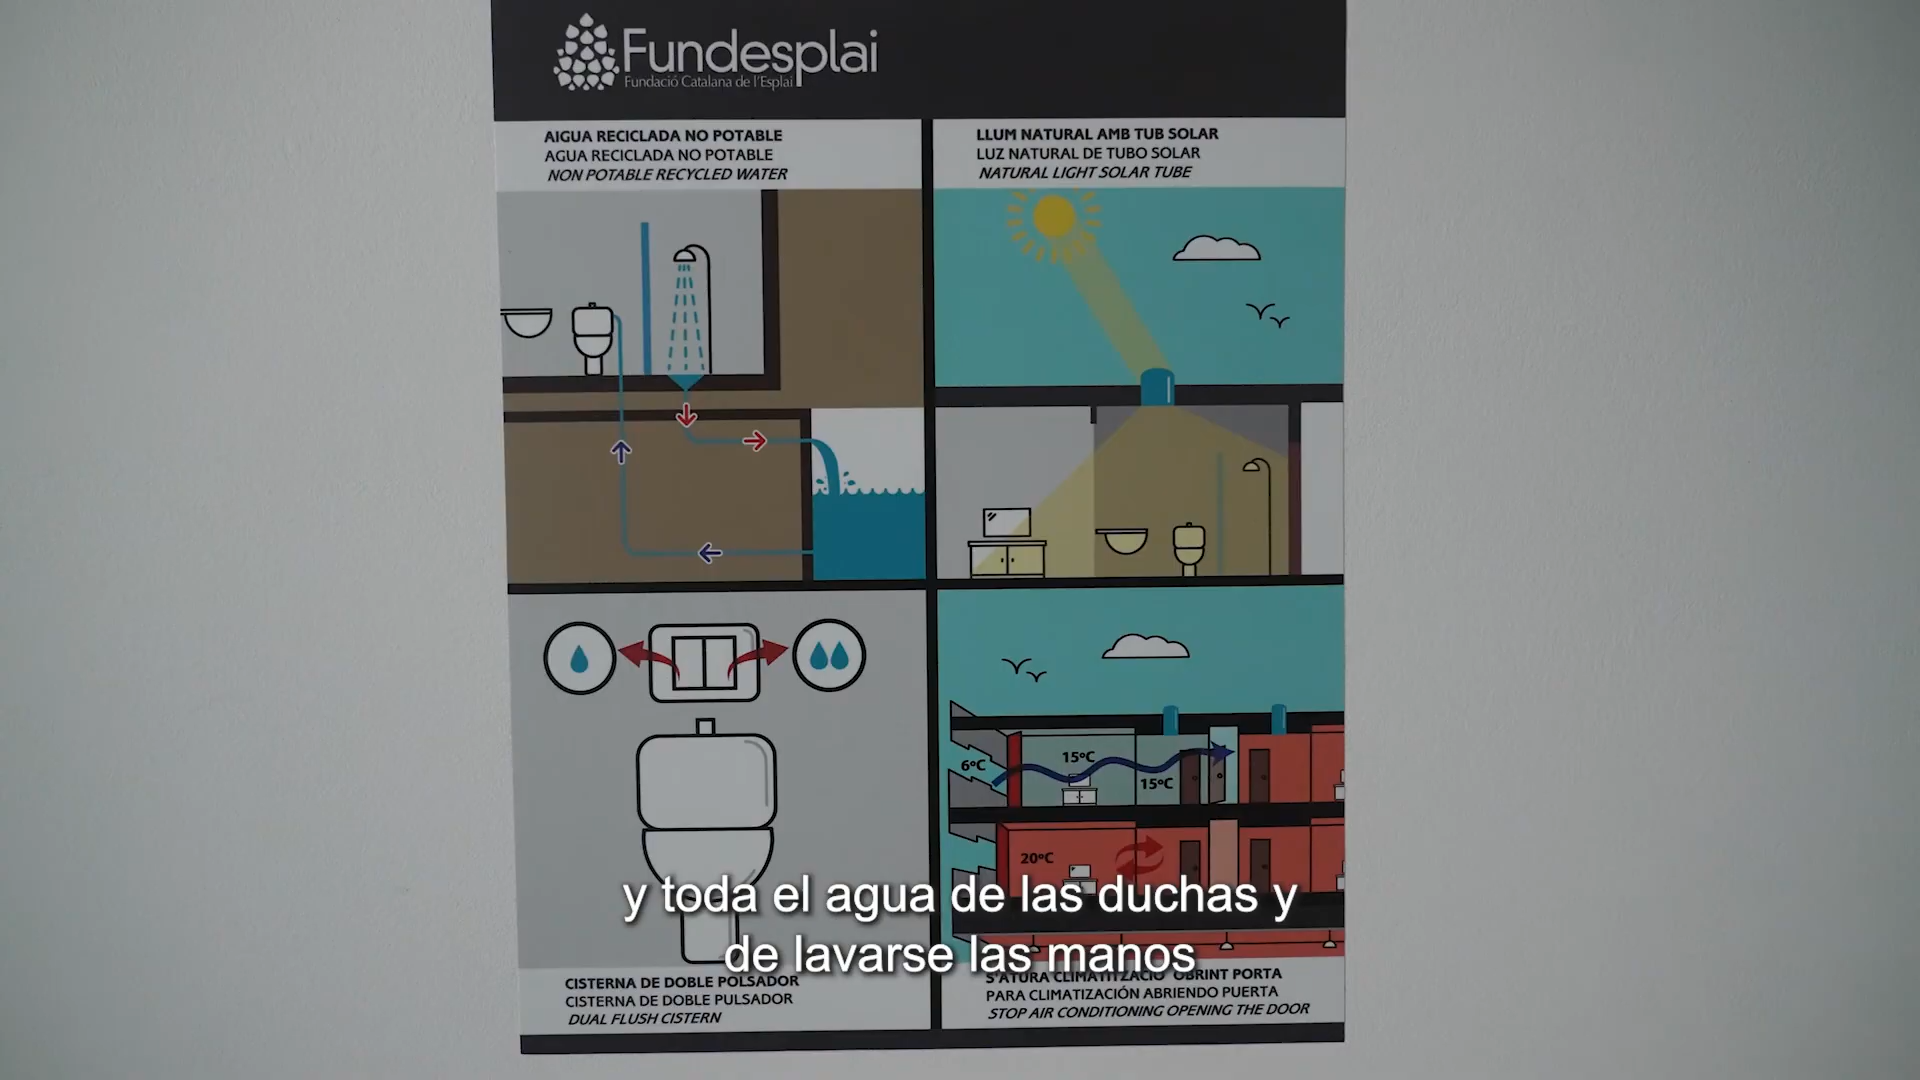 Fundesplai
Fundació Catalana de l'Esplai
AIGUA RECICLADA NO POTABLE
AGUA RECICLADA NO POTABLE
NON POTABLE RECYCLED WATER
LLUM NATURAL AMB TUB SOLAR
LUZ NATURAL DE TUBO SOLAR
NATURAL LIGHT SOLAR TUBE
6ºC
15ºC
15ºC
20ºC
y toda el agua de las duchas y
de lavarse las manos
CISTERNA DE DOBLE POLSADOR
CISTERNA DE DOBLE PULSADOR
DUAL FLUSH CISTERN
S'ATURA CLIMATITZACIÓ OBRINT PORTA
PARA CLIMATIZACIÓN ABRIENDO PUERTA
STOP AIR CONDITIONING OPENING THE DOOR